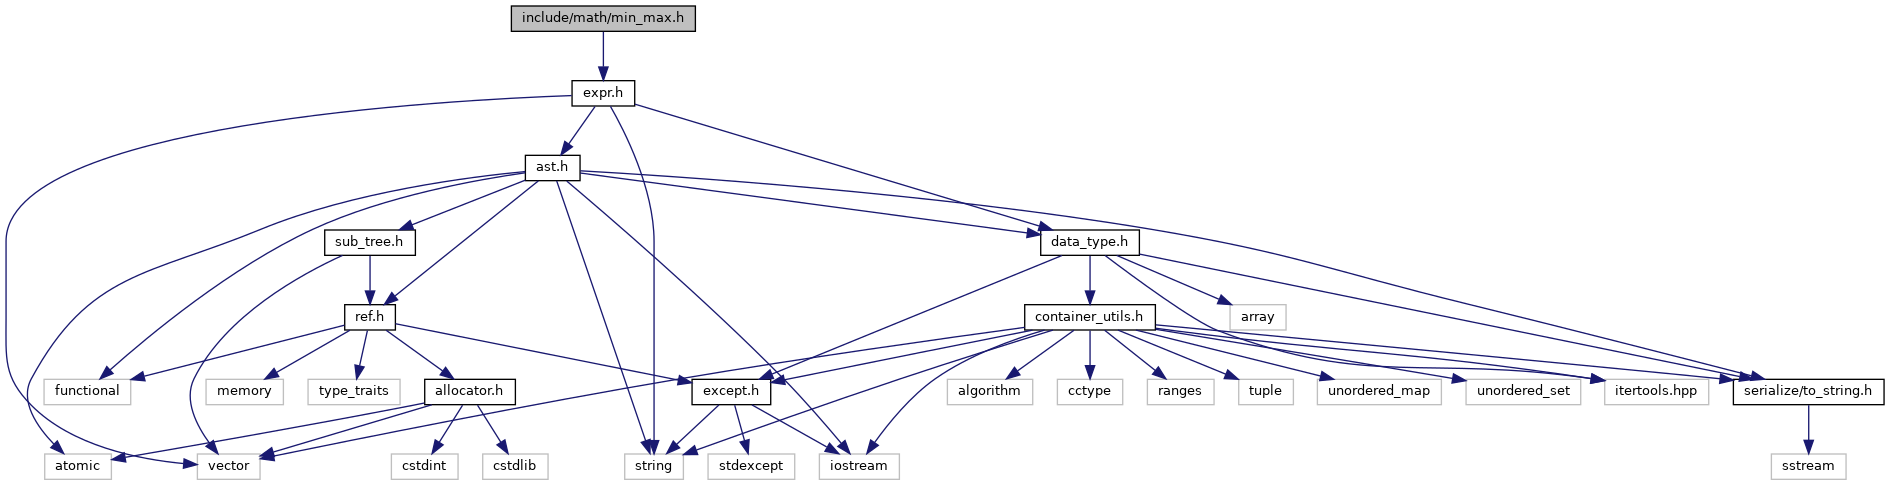 include/math/min_max.h
expr.h
ast.h
sub_tree.h
data_type.h
ref.h
container_utils.h
array
functional
memory
type_traits
allocator.h
except.h
algorithm
cctype
ranges
tuple
unordered_map
unordered_set
itertools.hpp
serialize/to_string.h
atomic
vector
cstdint
cstdlib
string
stdexcept
iostream
sstream